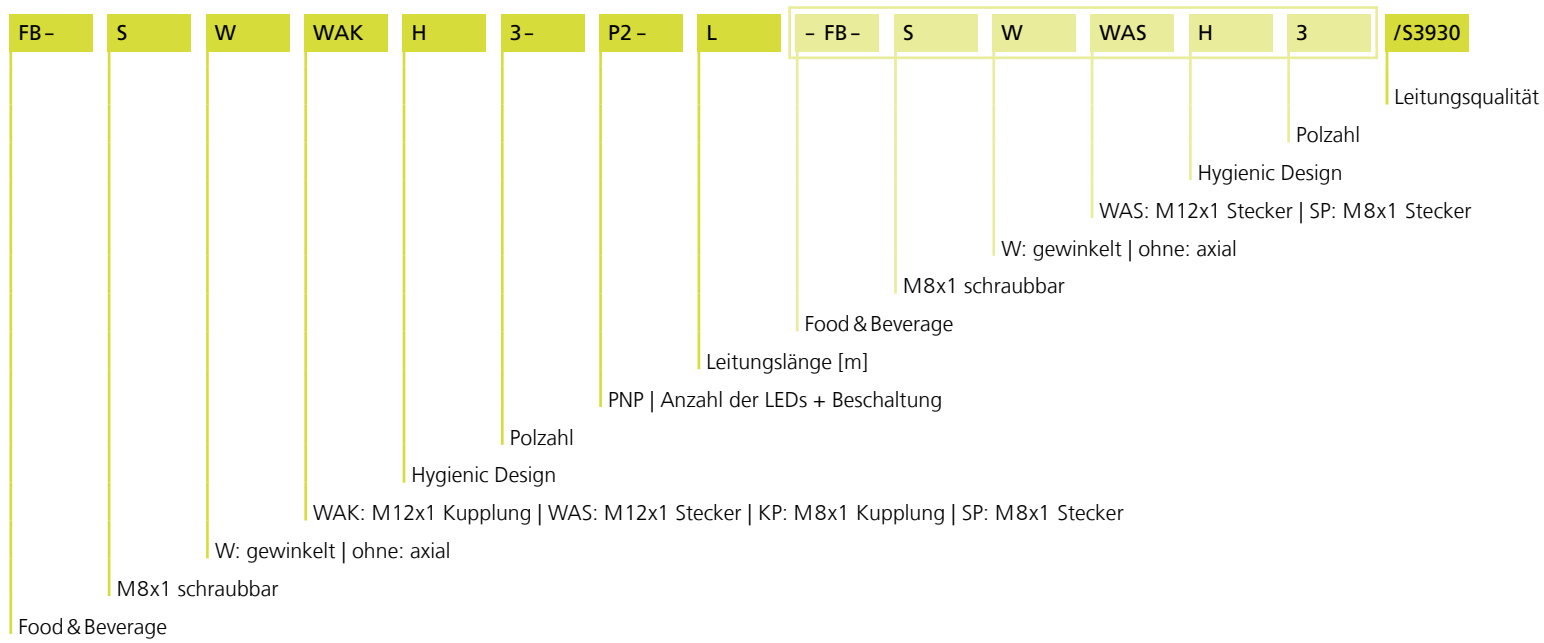 FB– S W WAK H 3– P2– L – FB– S W WAS H 3 /S3930
Leitungsqualität
Polzahl
Hygienic Design
WAS: M12x1 Stecker | SP: M8x1 Stecker
W: gewinkelt | ohne: axial
M8x1 schraubbar
Food & Beverage
Leitungslänge [m]
PNP | Anzahl der LEDs + Beschaltung
Polzahl
Hygienic Design
WAK: M12x1 Kupplung | WAS: M12x1 Stecker | KP: M8x1 Kupplung | SP: M8x1 Stecker
W: gewinkelt | ohne: axial
M8x1 schraubbar
Food & Beverage